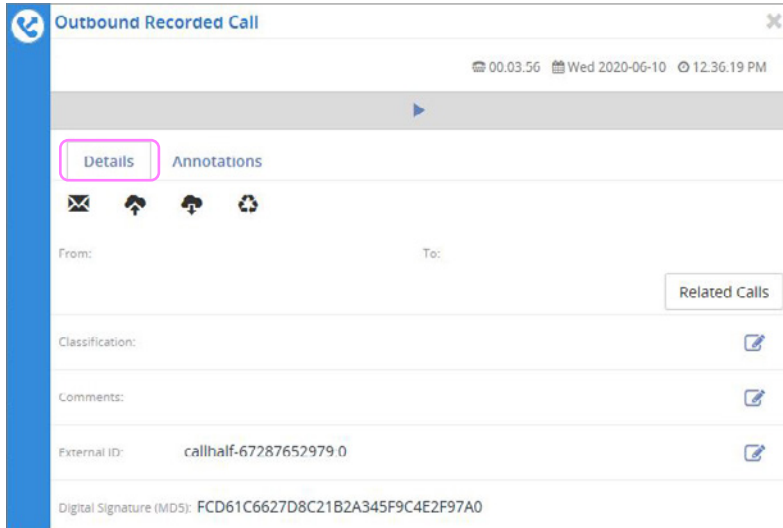 Outbound Recorded Call
00.03.56 Wed 2020-06-10 12.36.19 PM
Details Annotations
From: To:
Related Calls
Classification:
Comments:
External ID: callhalf-67287652979:0
Digital Signature (MD5): FCD61C6627D8C21B2A345F9C4E2F97A0